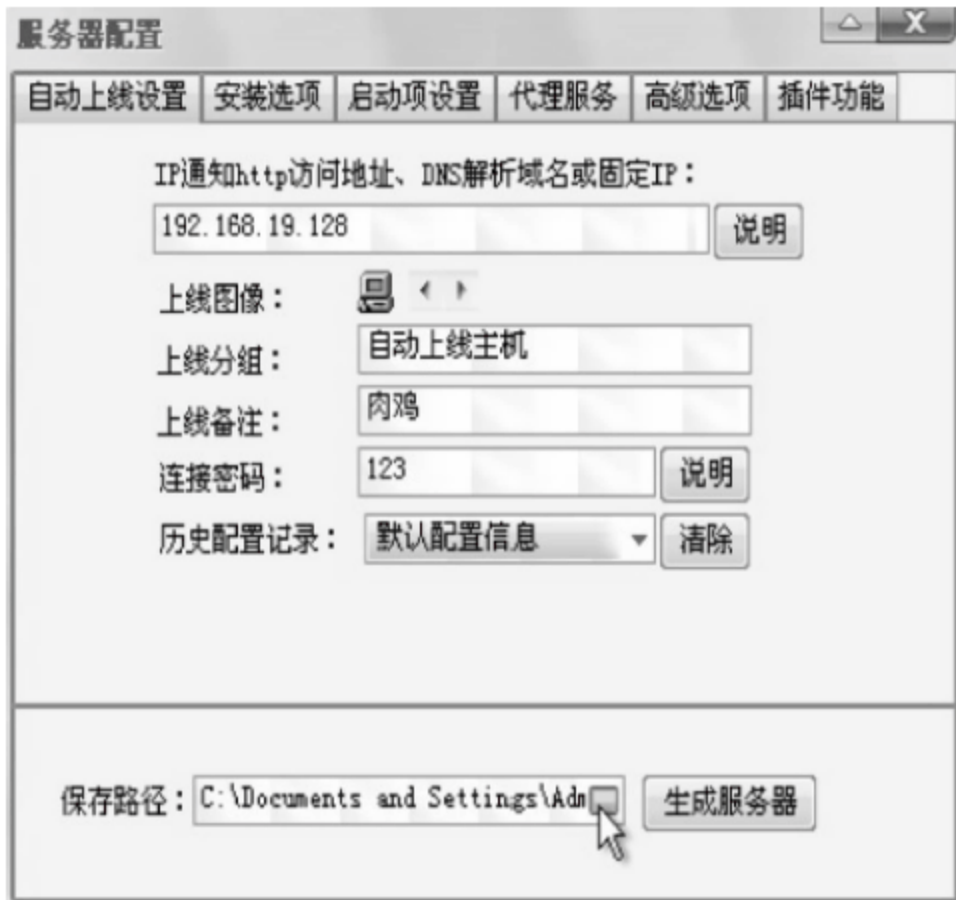 服务器配置
自动上线设置 安装选项 启动项设置 代理服务 高级选项 插件功能
IP通知http访问地址、DNS解析域名或固定IP：
192.168.19.128 说明
上线图像：
上线分组： 自动上线主机
上线备注： 肉鸡
连接密码： 123 说明
历史配置记录： 默认配置信息 清除
保存路径： C:\Documents and Settings\Adm 生成服务器